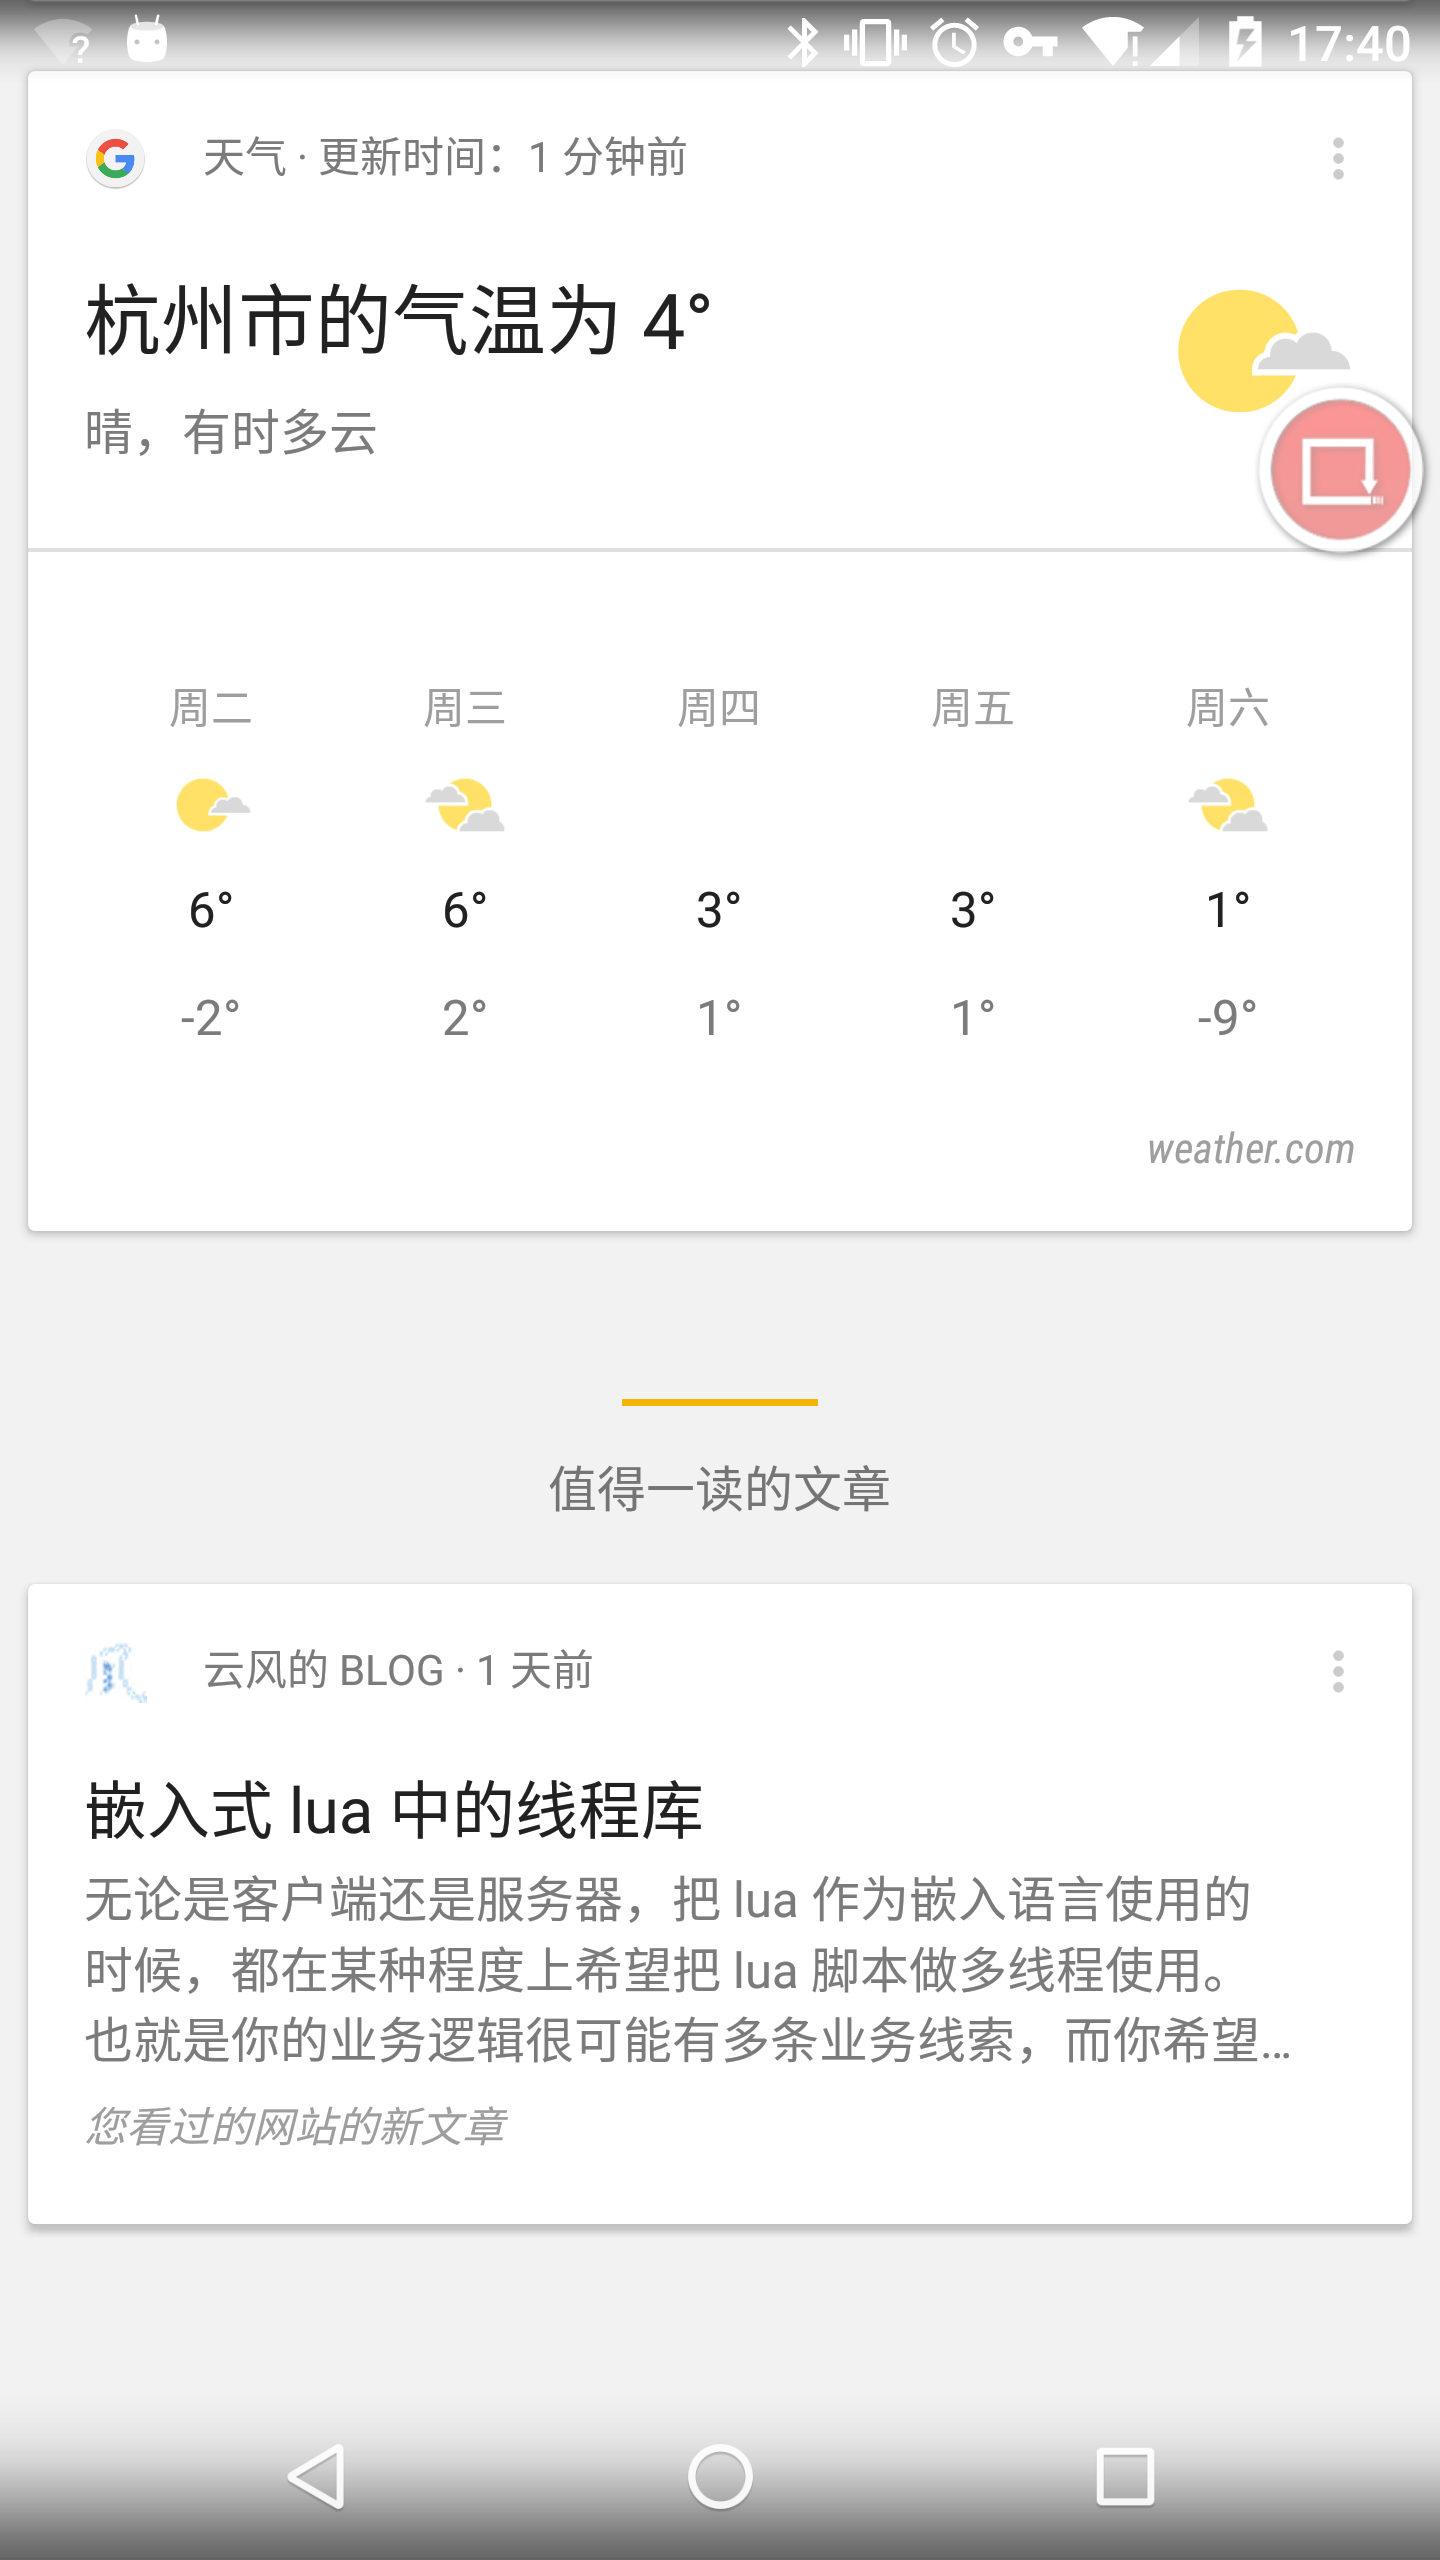 17:40
天气 · 更新时间：1 分钟前
杭州市的气温为 4°
晴，有时多云
周二 周三 周四 周五 周六
6° 6° 3° 3° 1°
-2° 2° 1° 1° -9°
weather.com
值得一读的文章
云风的 BLOG · 1 天前
嵌入式 lua 中的线程库
无论是客户端还是服务器，把 lua 作为嵌入语言使用的
时候，都在某种程度上希望把 lua 脚本做多线程使用。
也就是你的业务逻辑很可能有多条业务线索，而你希望...
您看过的网站的新文章